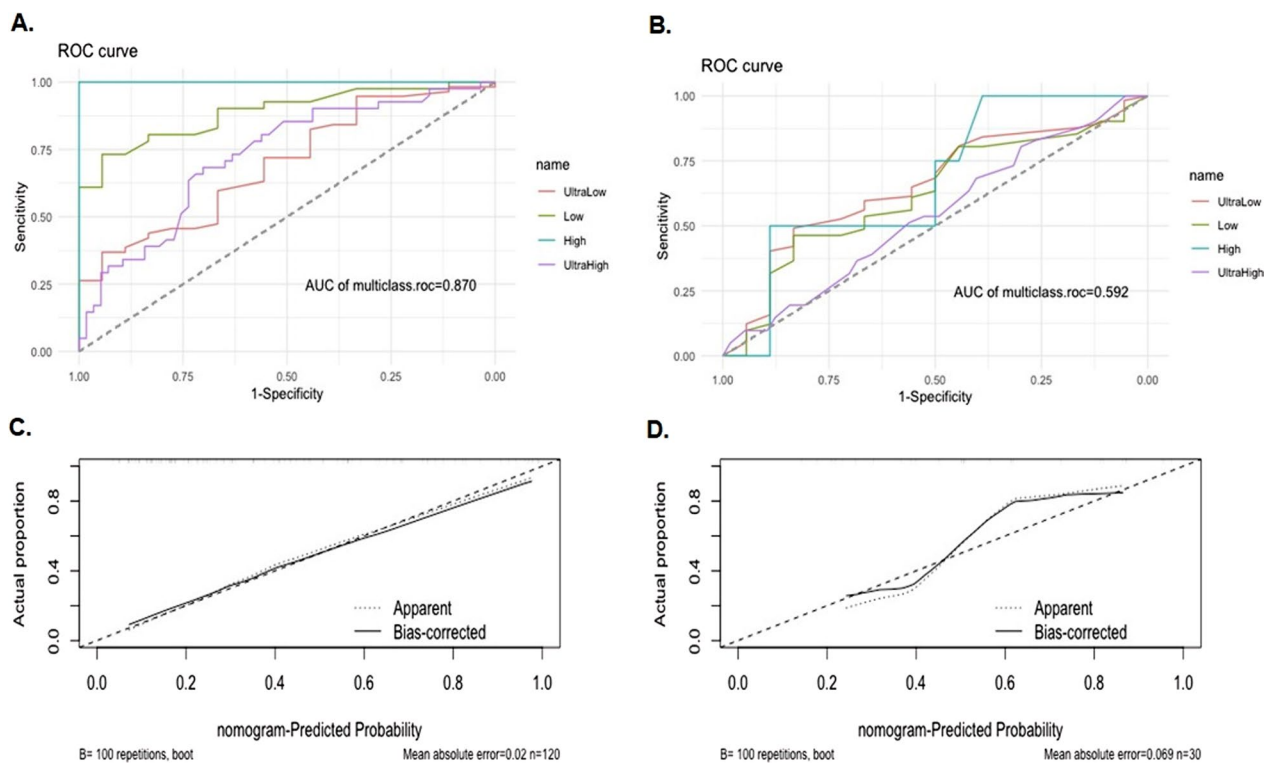 A.
ROC curve
1.00
0.75
0.50
0.25
0.00
Sencitivity
1.00
0.75
0.50
0.25
0.00
1-Specificity
AUC of multiclass.roc=0.870
name
UltraLow
Low
High
UltraHigh
B.
ROC curve
1.00
0.75
0.50
0.25
0.00
Sencitivity
1.00
0.75
0.50
0.25
0.00
1-Specificity
AUC of multiclass.roc=0.592
name
UltraLow
Low
High
UltraHigh
C.
Actual proportion
0.8
0.4
0.0
Apparent
Bias-corrected
0.0
0.2
0.4
0.6
0.8
1.0
nomogram-Predicted Probability
B= 100 repetitions, boot
Mean absolute error=0.02 n=120
D.
Actual proportion
0.8
0.4
0.0
Apparent
Bias-corrected
0.0
0.2
0.4
0.6
0.8
1.0
nomogram-Predicted Probability
B= 100 repetitions, boot
Mean absolute error=0.069 n=30